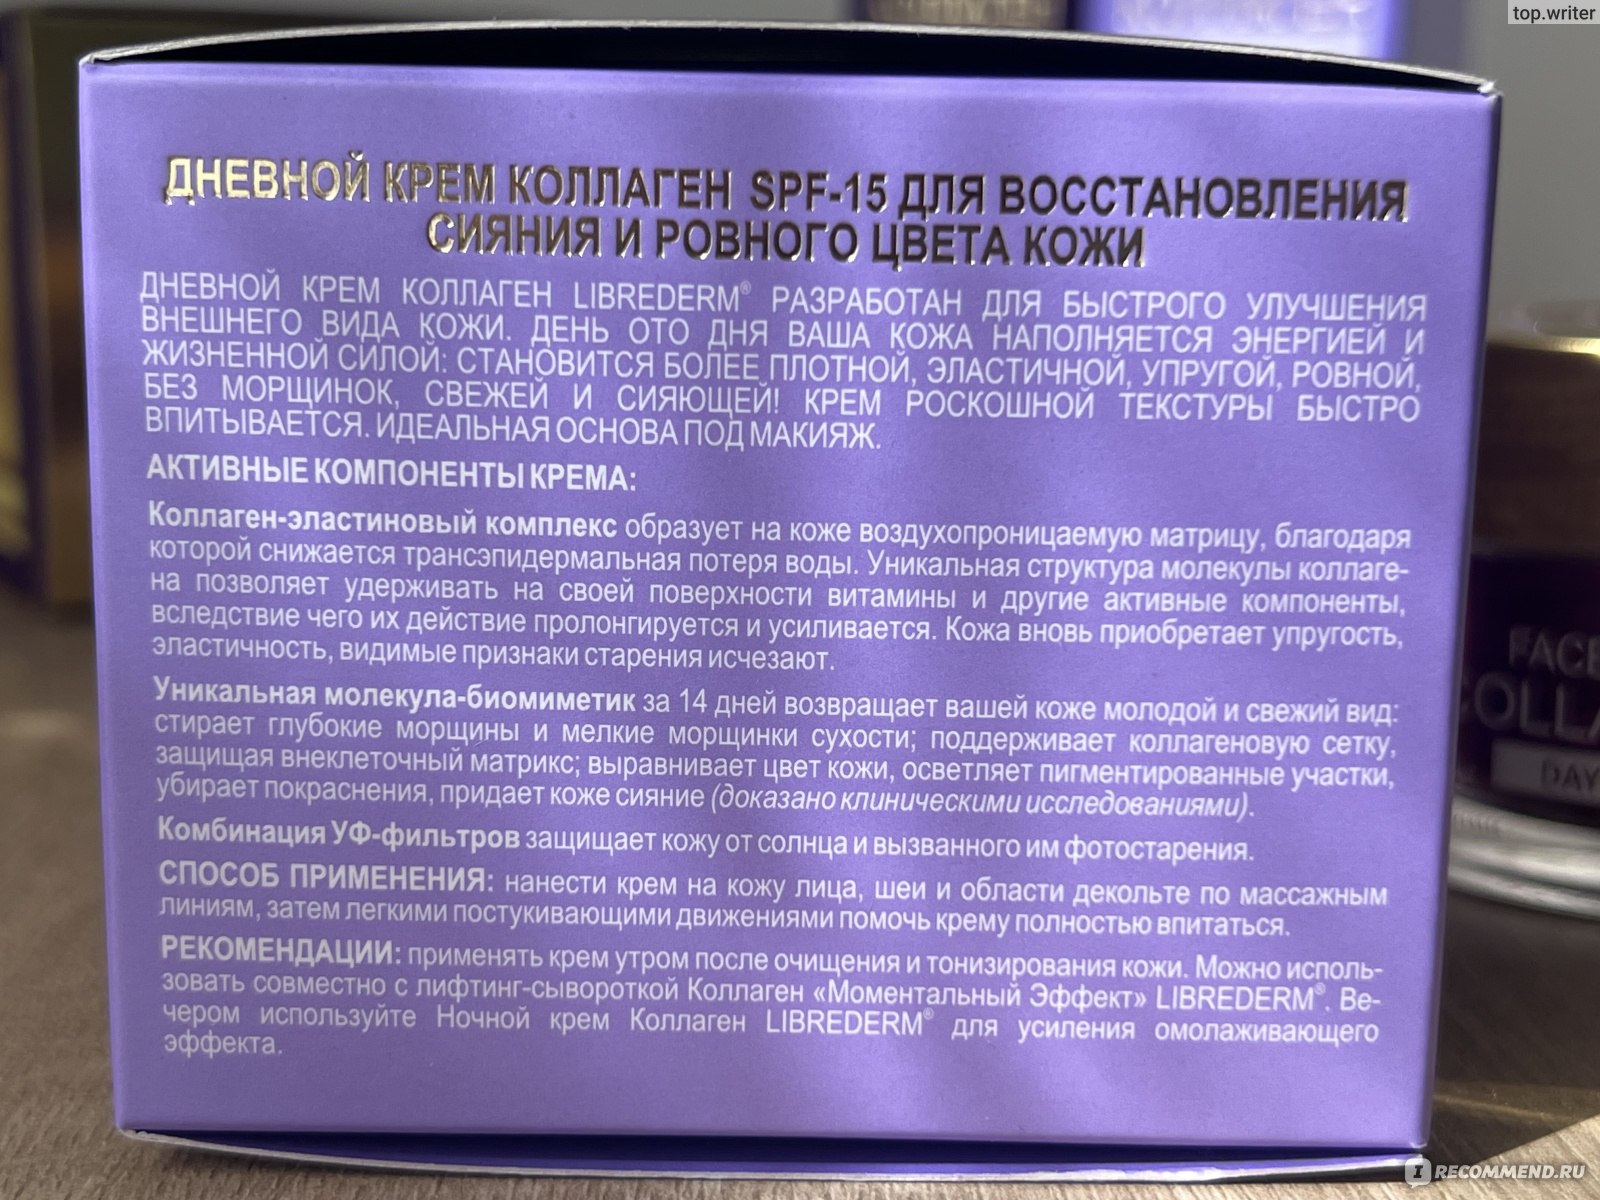 top.writer
ДНЕВНОЙ КРЕМ КОЛЛАГЕН SPF-15 ДЛЯ ВОССТАНОВЛЕНИЯ
СИЯНИЯ И РОВНОГО ЦВЕТА КОЖИ
ДНЕВНОЙ КРЕМ КОЛЛАГЕН LIBREDERM® РАЗРАБОТАН ДЛЯ БЫСТРОГО УЛУЧШЕНИЯ
ВНЕШНЕГО ВИДА КОЖИ. ДЕНЬ ОТО ДНЯ ВАША КОЖА НАПОЛНЯЕТСЯ ЭНЕРГИЕЙ И
ЖИЗНЕННОЙ СИЛОЙ: СТАНОВИТСЯ БОЛЕЕ ПЛОТНОЙ, ЭЛАСТИЧНОЙ, УПРУГОЙ, РОВНОЙ,
БЕЗ МОРЩИНОК, СВЕЖЕЙ И СИЯЮЩЕЙ! КРЕМ РОСКОШНОЙ ТЕКСТУРЫ БЫСТРО
ВПИТЫВАЕТСЯ. ИДЕАЛЬНАЯ ОСНОВА ПОД МАКИЯЖ.
АКТИВНЫЕ КОМПОНЕНТЫ КРЕМА:
Коллаген-эластиновый комплекс образует на коже воздухопроницаемую матрицу, благодаря
которой снижается трансэпидермальная потеря воды. Уникальная структура молекулы коллаге-
на позволяет удерживать на своей поверхности витамины и другие активные компоненты,
вследствие чего их действие пролонгируется и усиливается. Кожа вновь приобретает упругость,
эластичность, видимые признаки старения исчезают.
Уникальная молекула-биомиметик за 14 дней возвращает вашей коже молодой и свежий вид:
стирает глубокие морщины и мелкие морщинки сухости; поддерживает коллагеновую сетку,
защищая внеклеточный матрикс; выравнивает цвет кожи, осветляет пигментированные участки,
убирает покраснения, придает коже сияние (доказано клиническими исследованиями).
Комбинация УФ-фильтров защищает кожу от солнца и вызванного им фотостарения.
СПОСОБ ПРИМЕНЕНИЯ: нанести крем на кожу лица, шеи и области декольте по массажным
линиям, затем легкими постукивающими движениями помочь крему полностью впитаться.
РЕКОМЕНДАЦИИ: применять крем утром после очищения и тонизирования кожи. Можно исполь-
зовать совместно с лифтинг-сывороткой Коллаген «Моментальный Эффект» LIBREDERM®. Ве-
чером используйте Ночной крем Коллаген LIBREDERM® для усиления омолаживающего
эффекта.
FACE
DAY
IRECOMMEND.RU